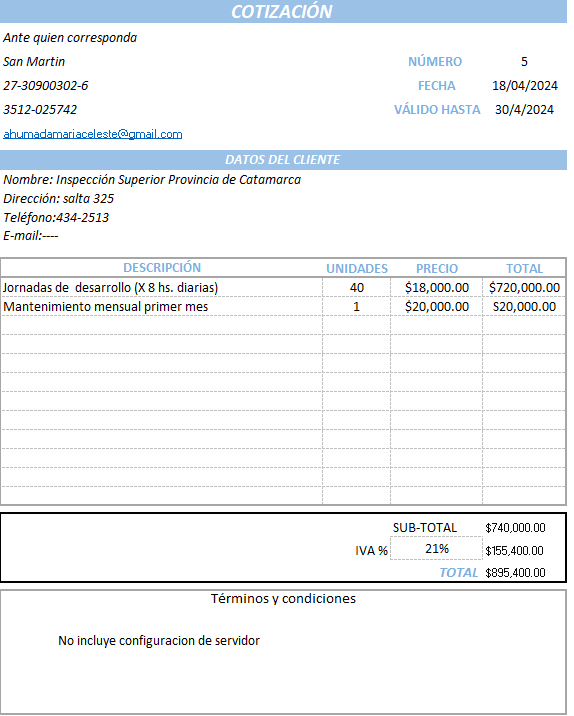 COTIZACIÓN
Ante quien corresponda
San Martin NÚMERO 5
27-30900302-6 FECHA 18/04/2024
3512-025742 VÁLIDO HASTA 30/4/2024
ahumadamariaceleste@gmail.com
DATOS DEL CLIENTE
Nombre: Inspección Superior Provincia de Catamarca
Dirección: salta 325
Teléfono:434-2513
E-mail:----
DESCRIPCIÓN UNIDADES PRECIO TOTAL
Jornadas de desarrollo (X 8 hs. diarias) 40 $18,000.00 $720,000.00
Mantenimiento mensual primer mes 1 $20,000.00 S20,000.00
SUB-TOTAL $740,000.00
IVA % 21% $155,400.00
TOTAL $895,400.00
Términos y condiciones
No incluye configuracion de servidor